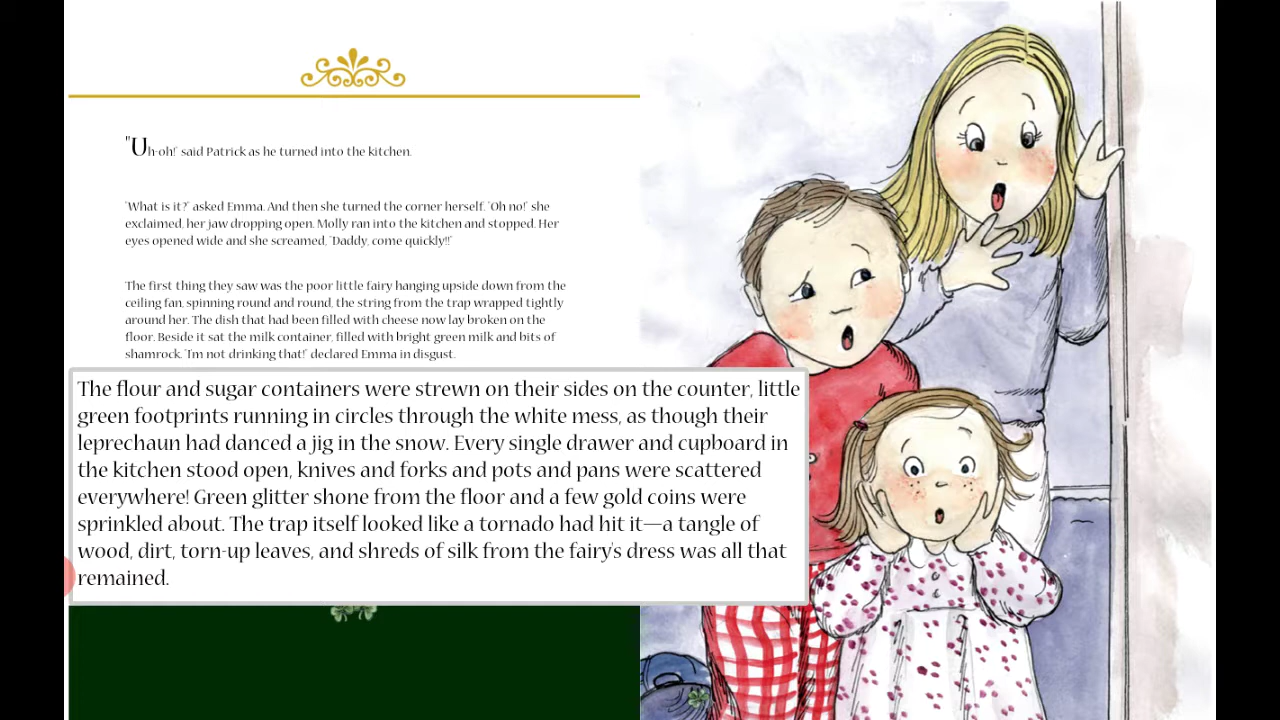 "Uh-oh!" said Patrick as he turned into the kitchen.
"What is it?" asked Emma. And then she turned the corner herself. "Oh no!" she
exclaimed, her jaw dropping open. Molly ran into the kitchen and stopped. Her
eyes opened wide and she screamed, "Daddy, come quickly!!"
The first thing they saw was the poor little fairy hanging upside down from the
ceiling fan, spinning round and round, the string from the trap wrapped tightly
around her. The dish that had been filled with cheese now lay broken on the
floor. Beside it sat the milk container, filled with bright green milk and bits of
shamrock. "I'm not drinking that!" declared Emma in disgust.
The flour and sugar containers were strewn on their sides on the counter, little
green footprints running in circles through the white mess, as though their
leprechaun had danced a jig in the snow. Every single drawer and cupboard in
the kitchen stood open, knives and forks and pots and pans were scattered
everywhere! Green glitter shone from the floor and a few gold coins were
sprinkled about. The trap itself looked like a tornado had hit it—a tangle of
wood, dirt, torn-up leaves, and shreds of silk from the fairy's dress was all that
remained.